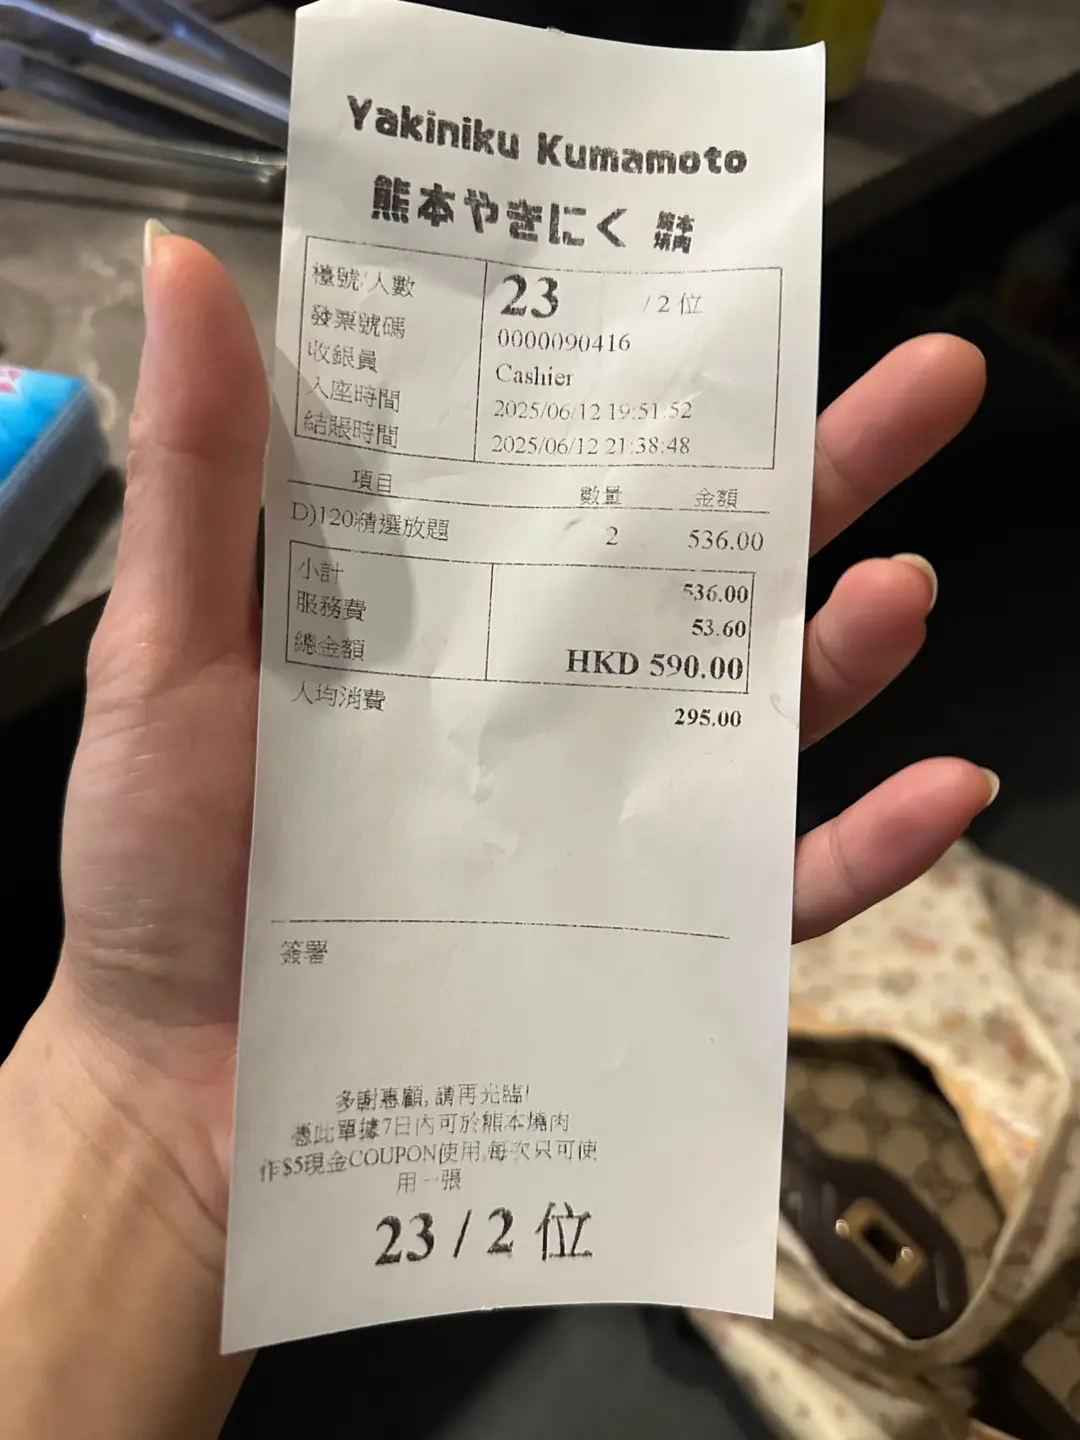 Yakiniku Kumamoto
熊本やきにく 熊本燒肉
檯號/人數 23 /2位
發票號碼 0000090416
收銀員 Cashier
入座時間 2025/06/12 19:51:52
結賬時間 2025/06/12 21:38:48
項目 數量 金額
D)120精選放題 2 536.00
小計 536.00
服務費 53.60
總金額 HKD 590.00
人均消費 295.00
簽署
多謝惠顧, 請再光臨!
憑此單據7日內可於熊本燒肉
作$5現金COUPON使用,每次只可使
用一張
23 / 2 位